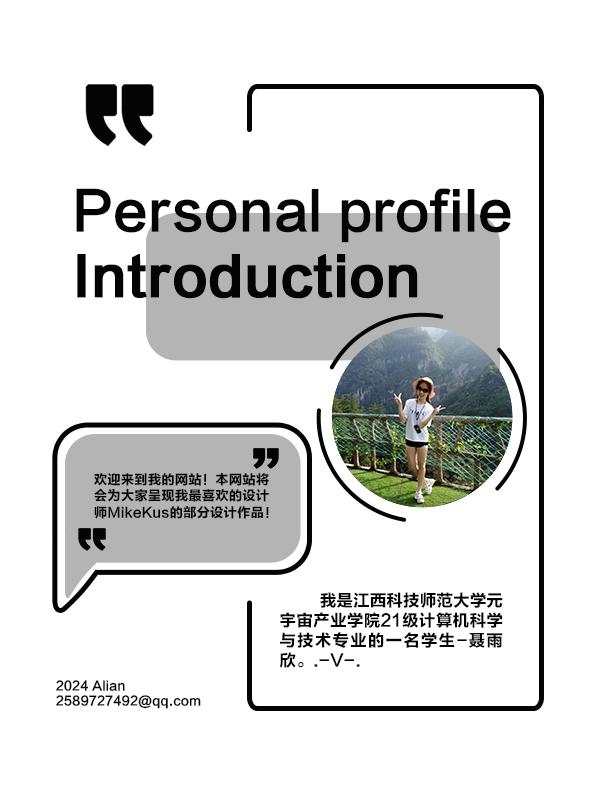 Personal profile
Introduction
欢迎来到我的网站！本网站将
会为大家呈现我最喜欢的设计
师MikeKus的部分设计作品！
我是江西科技师范大学元
宇宙产业学院21级计算机科学
与技术专业的一名学生-聂雨
欣。.-V-.
2024 Alian
2589727492@qq.com